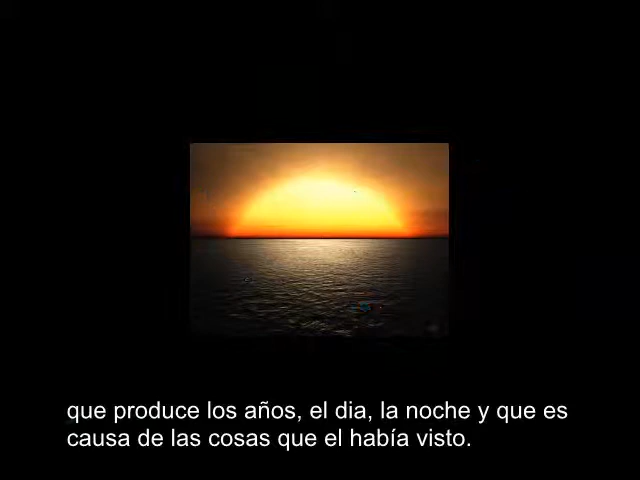 que produce los años, el dia, la noche y que es
causa de las cosas que el había visto.